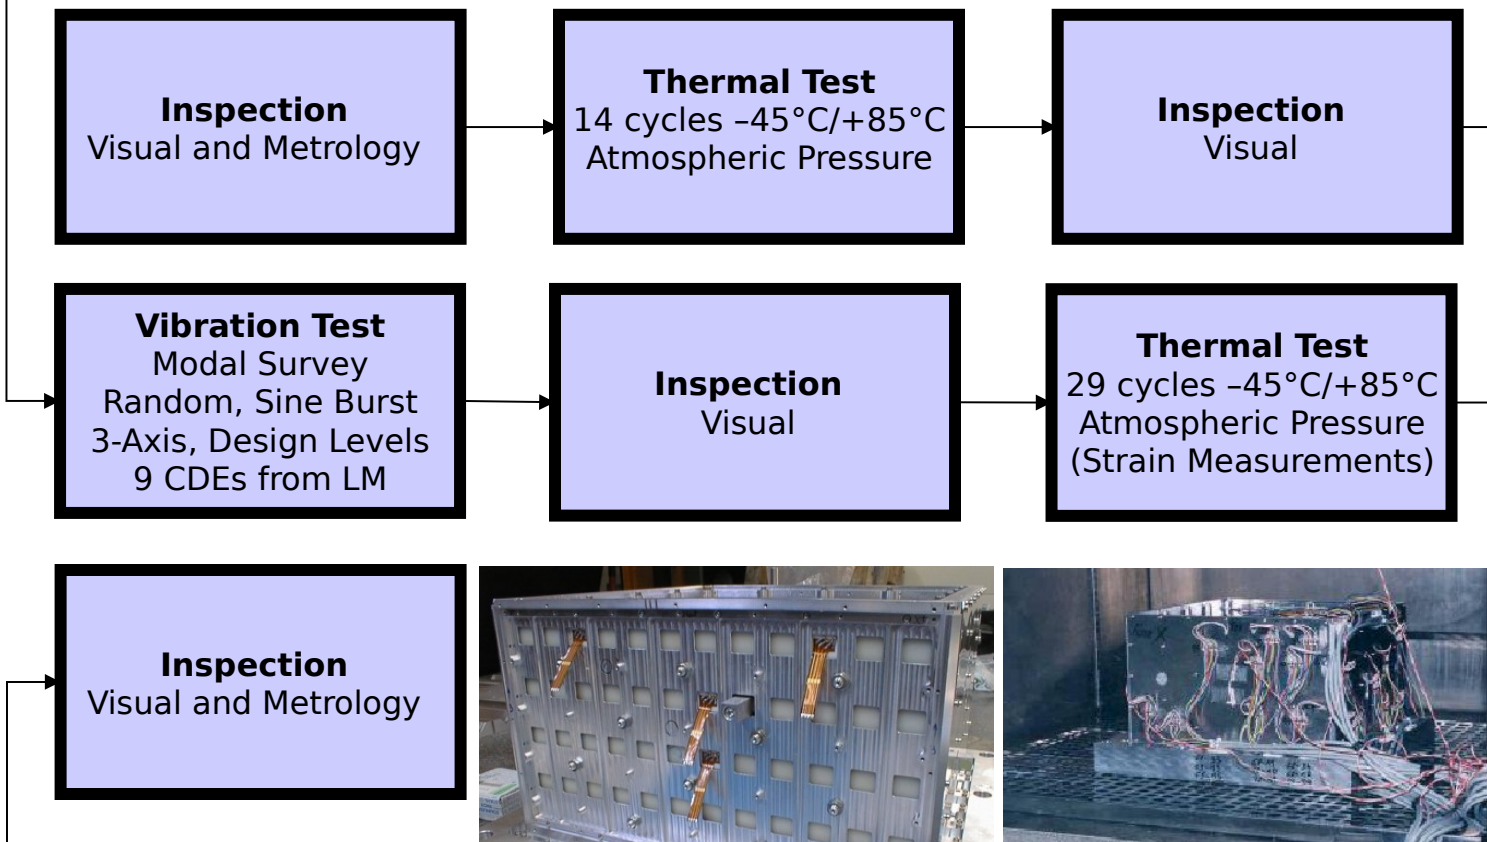 Inspection
Visual and Metrology
Thermal Test
14 cycles –45°C/+85°C
Atmospheric Pressure
Inspection
Visual
Vibration Test
Modal Survey
Random, Sine Burst
3-Axis, Design Levels
9 CDEs from LM
Inspection
Visual
Thermal Test
29 cycles –45°C/+85°C
Atmospheric Pressure
(Strain Measurements)
Inspection
Visual and Metrology